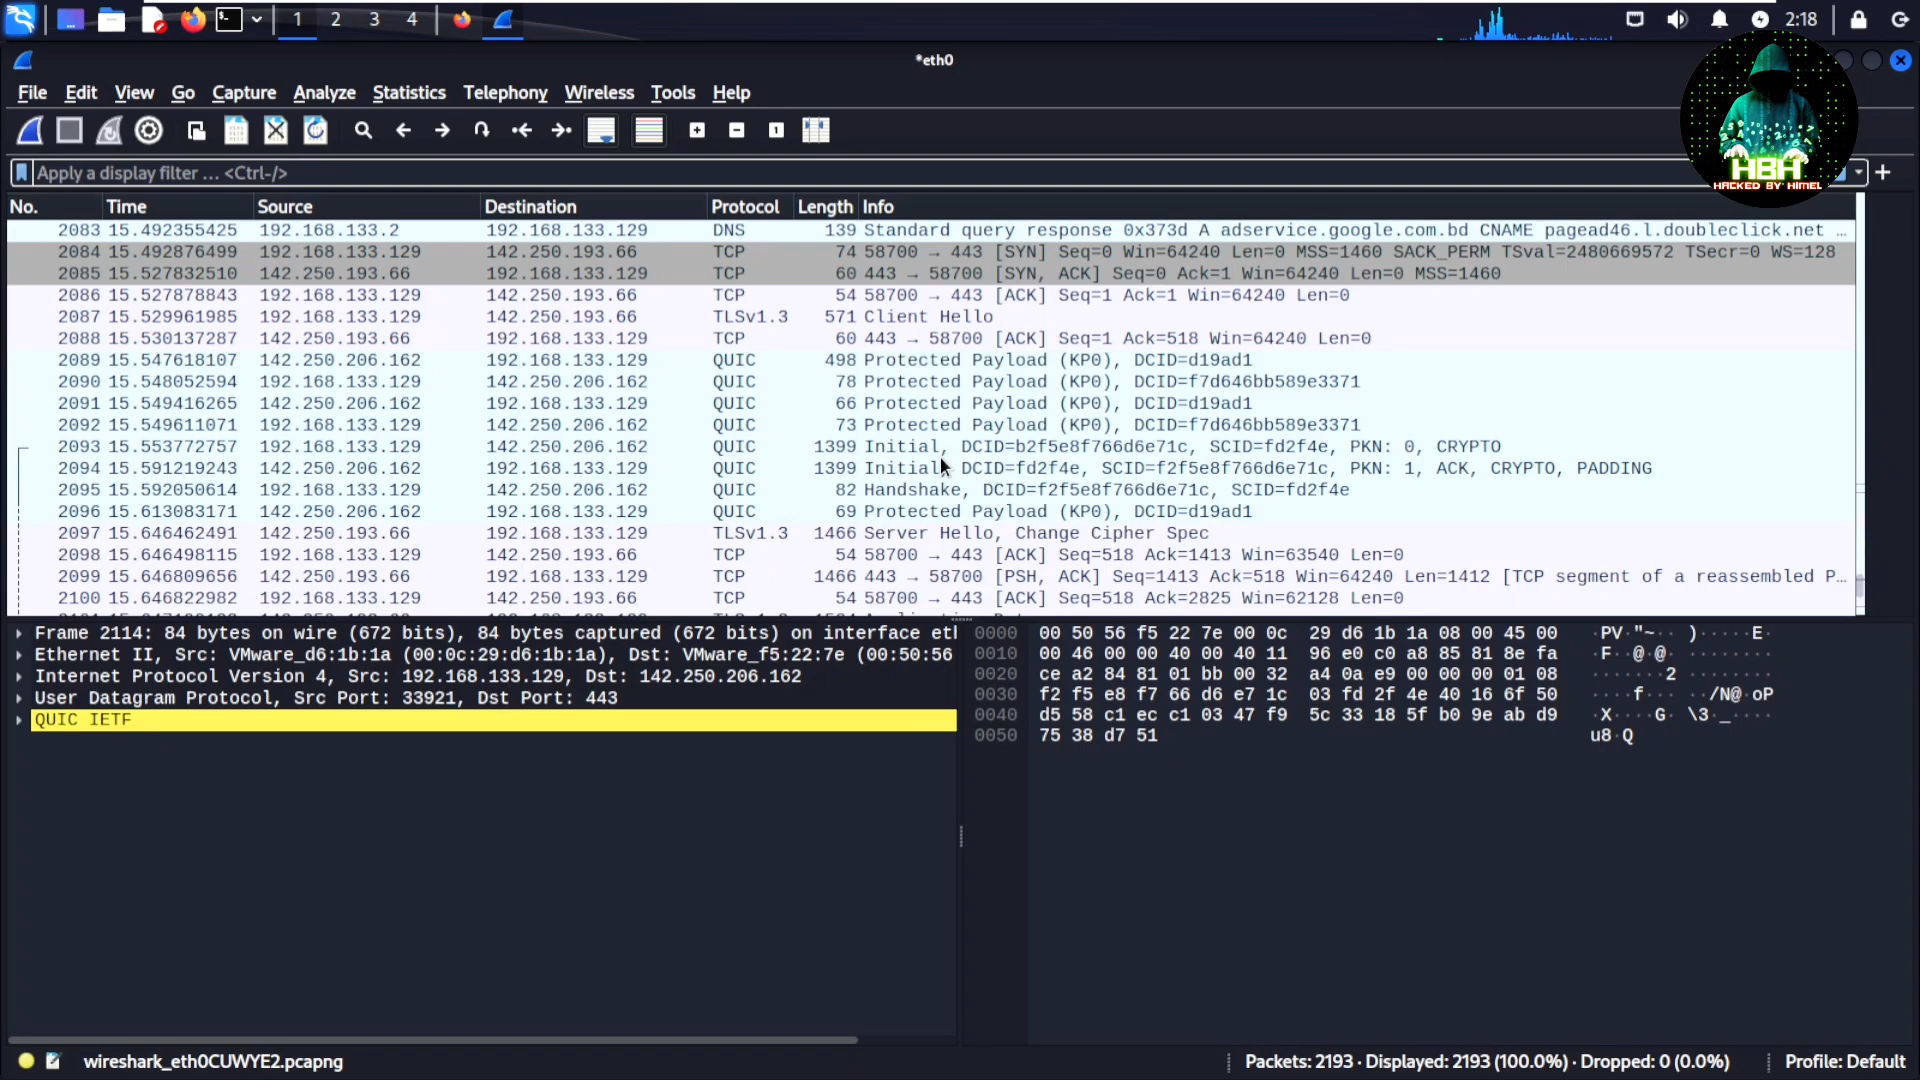 1 2 3 4 2:18
*eth0
File Edit View Go Capture Analyze Statistics Telephony Wireless Tools Help
HBH
HACKED BY HIMEL
Apply a display filter ... <Ctrl-/>
No. Time Source Destination Protocol Length Info
2083 15.492355425 192.168.133.2 192.168.133.129 DNS 139 Standard query response 0x373d A adservice.google.com.bd CNAME pagead46.l.doubleclick.net …
2084 15.492876499 192.168.133.129 142.250.193.66 TCP 74 58700 → 443 [SYN] Seq=0 Win=64240 Len=0 MSS=1460 SACK_PERM TSval=2480669572 TSecr=0 WS=128
2085 15.527832510 142.250.193.66 192.168.133.129 TCP 60 443 → 58700 [SYN, ACK] Seq=0 Ack=1 Win=64240 Len=0 MSS=1460
2086 15.527878843 192.168.133.129 142.250.193.66 TCP 54 58700 → 443 [ACK] Seq=1 Ack=1 Win=64240 Len=0
2087 15.529961985 192.168.133.129 142.250.193.66 TLSv1.3 571 Client Hello
2088 15.530137287 142.250.193.66 192.168.133.129 TCP 60 443 → 58700 [ACK] Seq=1 Ack=518 Win=64240 Len=0
2089 15.547618107 142.250.206.162 192.168.133.129 QUIC 498 Protected Payload (KP0), DCID=d19ad1
2090 15.548052594 192.168.133.129 142.250.206.162 QUIC 78 Protected Payload (KP0), DCID=f7d646bb589e3371
2091 15.549416265 142.250.206.162 192.168.133.129 QUIC 66 Protected Payload (KP0), DCID=d19ad1
2092 15.549611071 192.168.133.129 142.250.206.162 QUIC 73 Protected Payload (KP0), DCID=f7d646bb589e3371
2093 15.553772757 192.168.133.129 142.250.206.162 QUIC 1399 Initial, DCID=b2f5e8f766d6e71c, SCID=fd2f4e, PKN: 0, CRYPTO
2094 15.591219243 142.250.206.162 192.168.133.129 QUIC 1399 Initial, DCID=fd2f4e, SCID=f2f5e8f766d6e71c, PKN: 1, ACK, CRYPTO, PADDING
2095 15.592050614 192.168.133.129 142.250.206.162 QUIC 82 Handshake, DCID=f2f5e8f766d6e71c, SCID=fd2f4e
2096 15.613083171 142.250.206.162 192.168.133.129 QUIC 69 Protected Payload (KP0), DCID=d19ad1
2097 15.646462491 142.250.193.66 192.168.133.129 TLSv1.3 1466 Server Hello, Change Cipher Spec
2098 15.646498115 192.168.133.129 142.250.193.66 TCP 54 58700 → 443 [ACK] Seq=518 Ack=1413 Win=63540 Len=0
2099 15.646809656 142.250.193.66 192.168.133.129 TCP 1466 443 → 58700 [PSH, ACK] Seq=1413 Ack=518 Win=64240 Len=1412 [TCP segment of a reassembled P…
2100 15.646822982 192.168.133.129 142.250.193.66 TCP 54 58700 → 443 [ACK] Seq=518 Ack=2825 Win=62128 Len=0
Frame 2114: 84 bytes on wire (672 bits), 84 bytes captured (672 bits) on interface et
Ethernet II, Src: VMware_d6:1b:1a (00:0c:29:d6:1b:1a), Dst: VMware_f5:22:7e (00:50:56
Internet Protocol Version 4, Src: 192.168.133.129, Dst: 142.250.206.162
User Datagram Protocol, Src Port: 33921, Dst Port: 443
QUIC IETF
0000 00 50 56 f5 22 7e 00 0c 29 d6 1b 1a 08 00 45 00 ·PV·"~·· )·····E·
0010 00 46 00 00 40 00 40 11 96 e0 c0 a8 85 81 8e fa ·F··@·@· ········
0020 ce a2 84 81 01 bb 00 32 a4 0a e9 00 00 00 01 08 ·······2 ········
0030 f2 f5 e8 f7 66 d6 e7 1c 03 fd 2f 4e 40 16 6f 50 ····f··· ··/N@·oP
0040 d5 58 c1 ec c1 03 47 f9 5c 33 18 5f b0 9e ab d9 ·X····G· \3·_····
0050 75 38 d7 51 u8·Q
wireshark_eth0CUWYE2.pcapng Packets: 2193 · Displayed: 2193 (100.0%) · Dropped: 0 (0.0%) Profile: Default